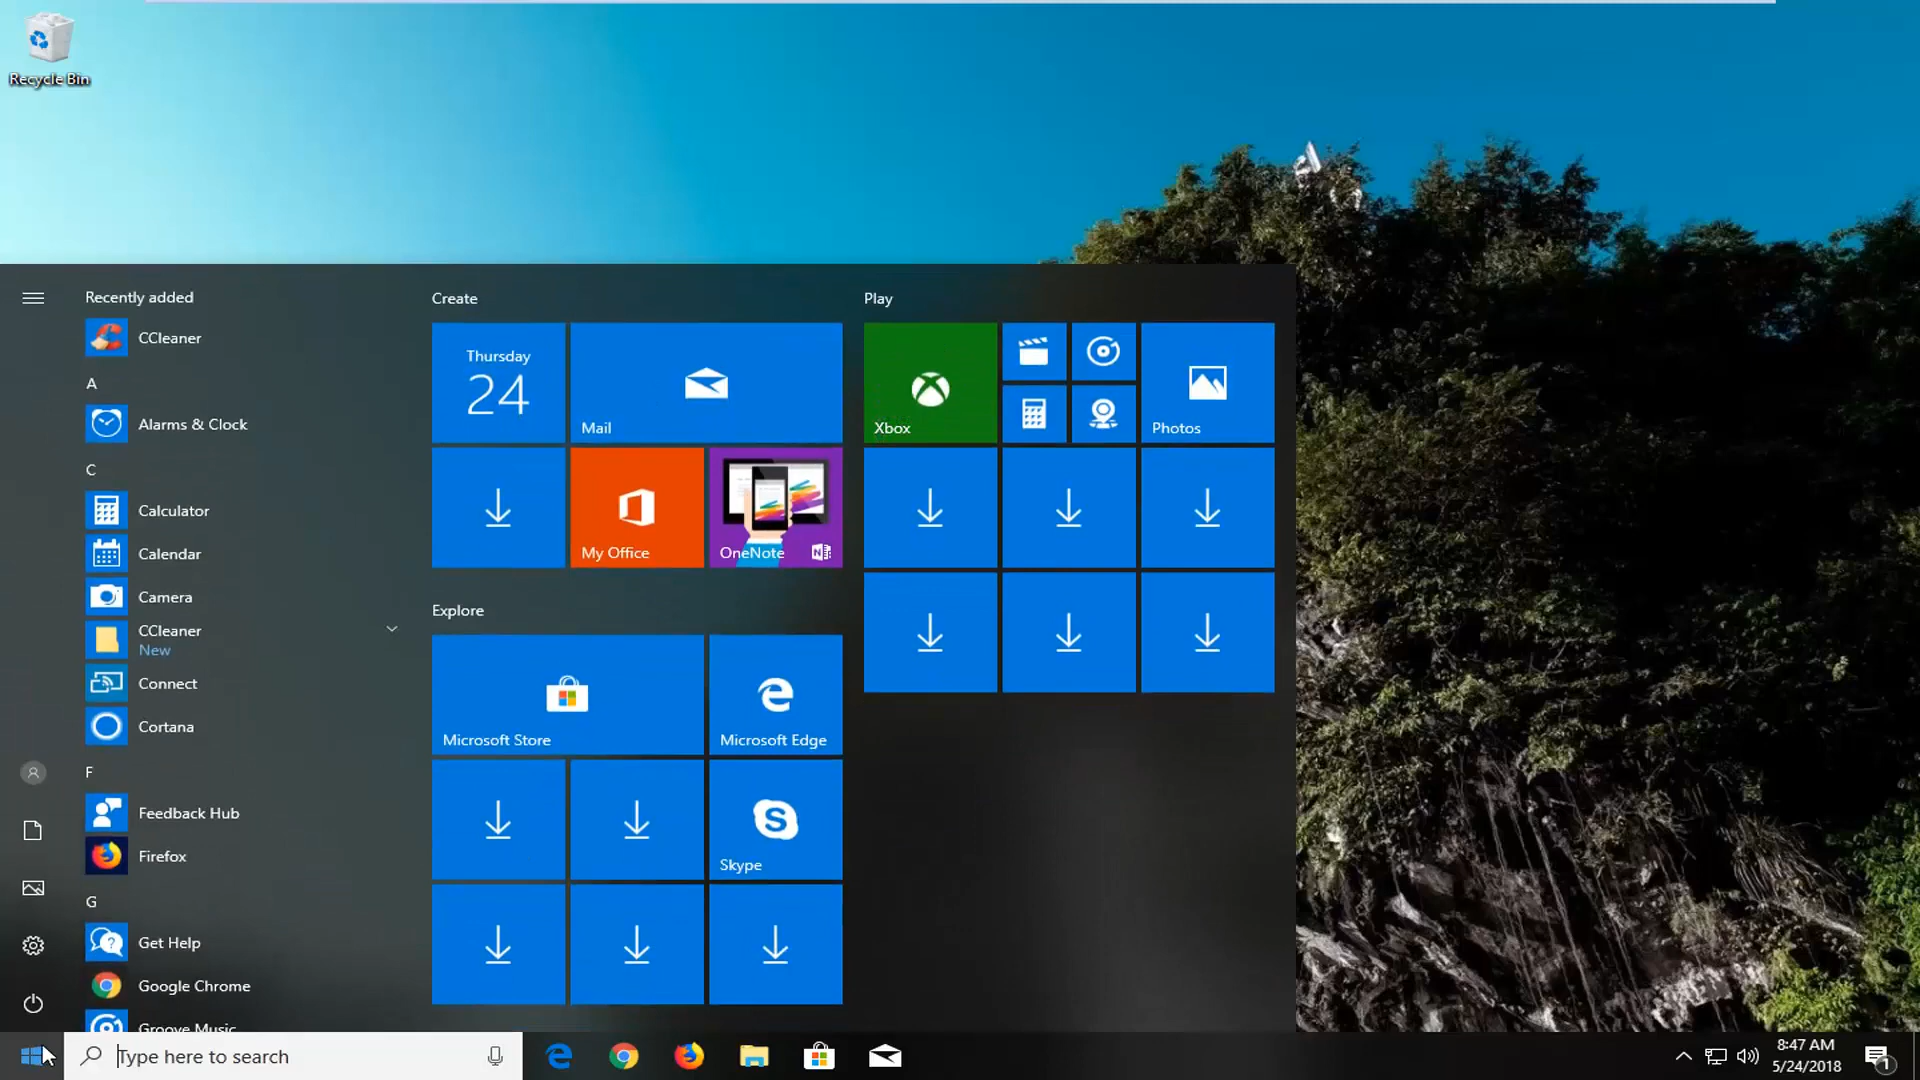 Recycle Bin
Recently added
CCleaner
A
Alarms & Clock
C
Calculator
Calendar
Camera
CCleaner
New
Connect
Cortana
F
Feedback Hub
Firefox
G
Get Help
Google Chrome
Groove Music
Create
Thursday
24
Mail
My Office
OneNote
N
Explore
Microsoft Store
Microsoft Edge
S
Skype
Play
Xbox
Photos
Type here to search
8:47 AM
5/24/2018
1